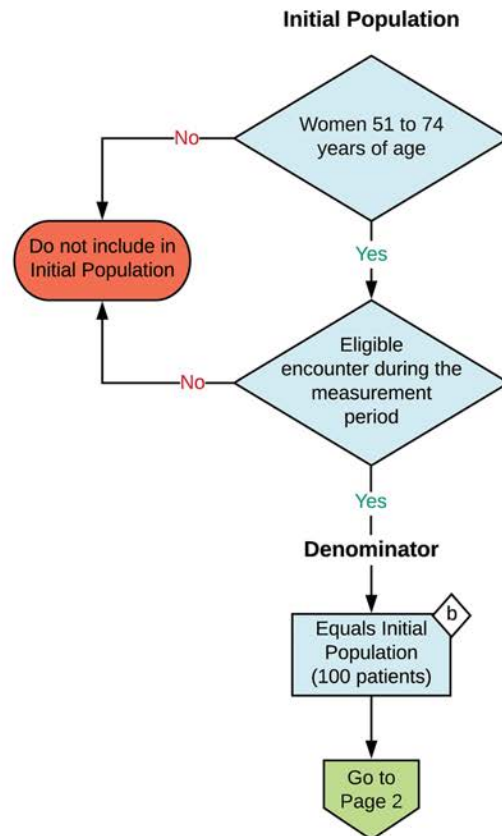 Initial Population
Women 51 to 74
years of age
No
Do not include in
Initial Population
Yes
Eligible
encounter during the
measurement
period
No
Yes
Denominator
b
Equals Initial
Population
(100 patients)
Go to
Page 2